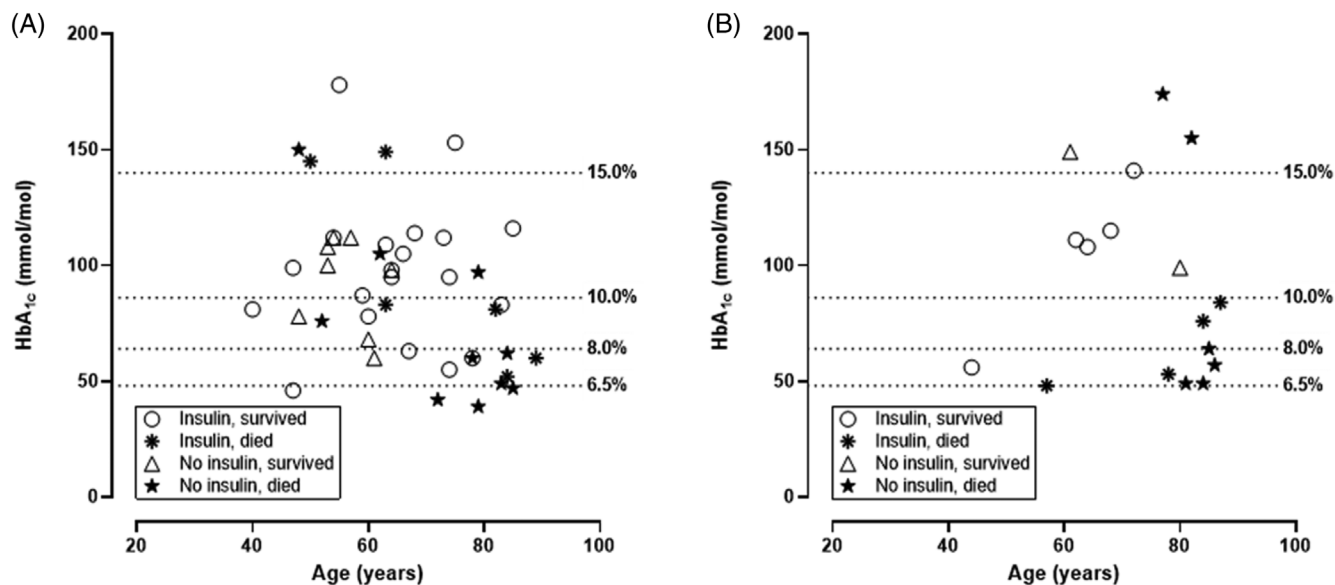 (A)
200
150
100
50
0
HbA1c (mmol/mol)
15.0%
10.0%
8.0%
6.5%
Insulin, survived
Insulin, died
No insulin, survived
No insulin, died
20 40 60 80 100
Age (years)
(B)
200
150
100
50
0
HbA1c (mmol/mol)
15.0%
10.0%
8.0%
6.5%
Insulin, survived
Insulin, died
No insulin, survived
No insulin, died
20 40 60 80 100
Age (years)